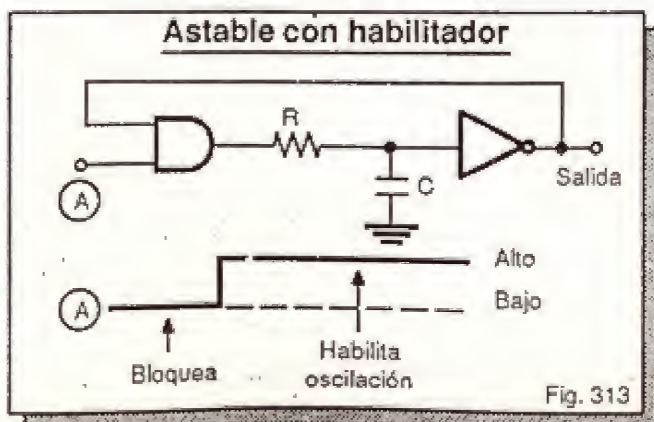 Astable con habilitador
R
C
Salida
A
A
Alto
Bajo
Bloquea
Habilita
oscilación
Fig. 313